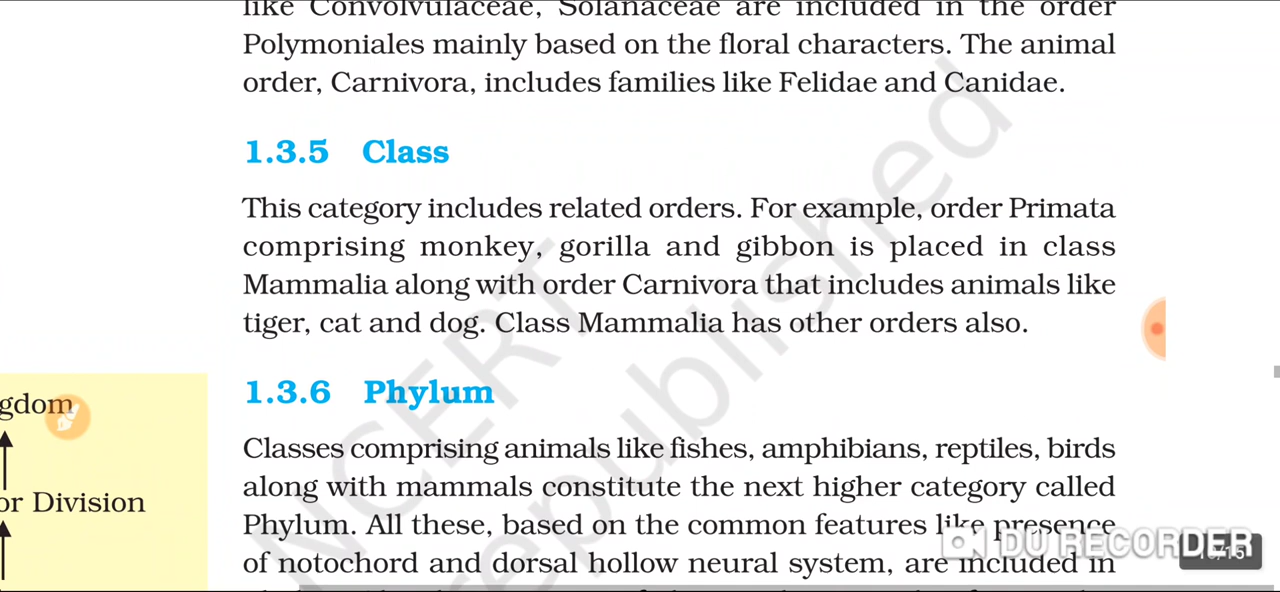 like Convolvulaceae, Solanaceae are included in the order
Polymoniales mainly based on the floral characters. The animal
order, Carnivora, includes families like Felidae and Canidae.
1.3.5 Class
This category includes related orders. For example, order Primata
comprising monkey, gorilla and gibbon is placed in class
Mammalia along with order Carnivora that includes animals like
tiger, cat and dog. Class Mammalia has other orders also.
1.3.6 Phylum
Classes comprising animals like fishes, amphibians, reptiles, birds
along with mammals constitute the next higher category called
Phylum. All these, based on the common features like presence
of notochord and dorsal hollow neural system, are included in
gdom
or Division
NCERT
republished
DU RECORDER